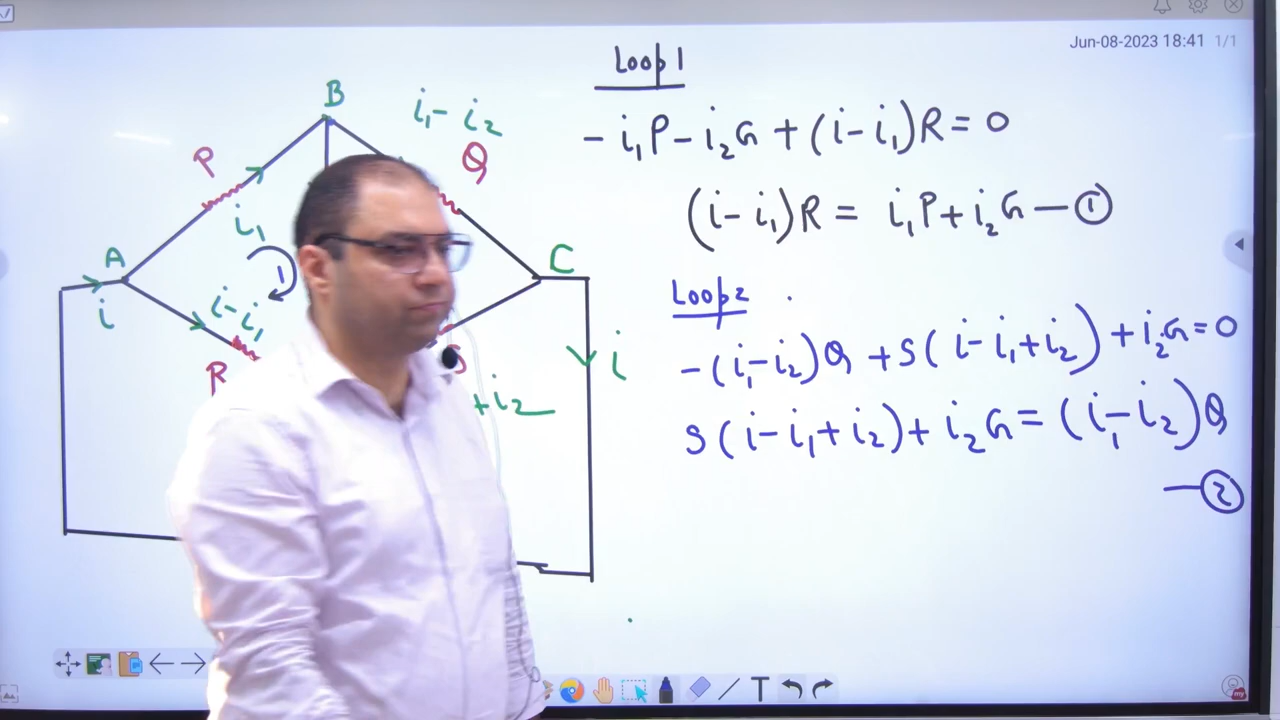 Jun-08-2023 18:41 1/1
Loop 1
- i₁P - i₂G + (i - i₁)R = 0
(i - i₁)R = i₁P + i₂G — ①
Loop 2
- (i₁ - i₂)Q + S(i - i₁ + i₂) + i₂G = 0
S(i - i₁ + i₂) + i₂G = (i₁ - i₂)Q
— ②
B
i₁ - i₂
P
Q
i₁
A
1
C
i
i - i₁
R
S
i
+ i₂
T
my